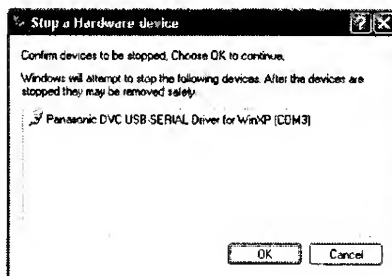 Stop a Hardware device
Confirm devices to be stopped, Choose OK to continue.
Windows will attempt to stop the following devices. After the devices are
stopped they may be removed safely.
Panasonic DVC USB-SERIAL Driver for WinXP (COM3)
OK
Cancel